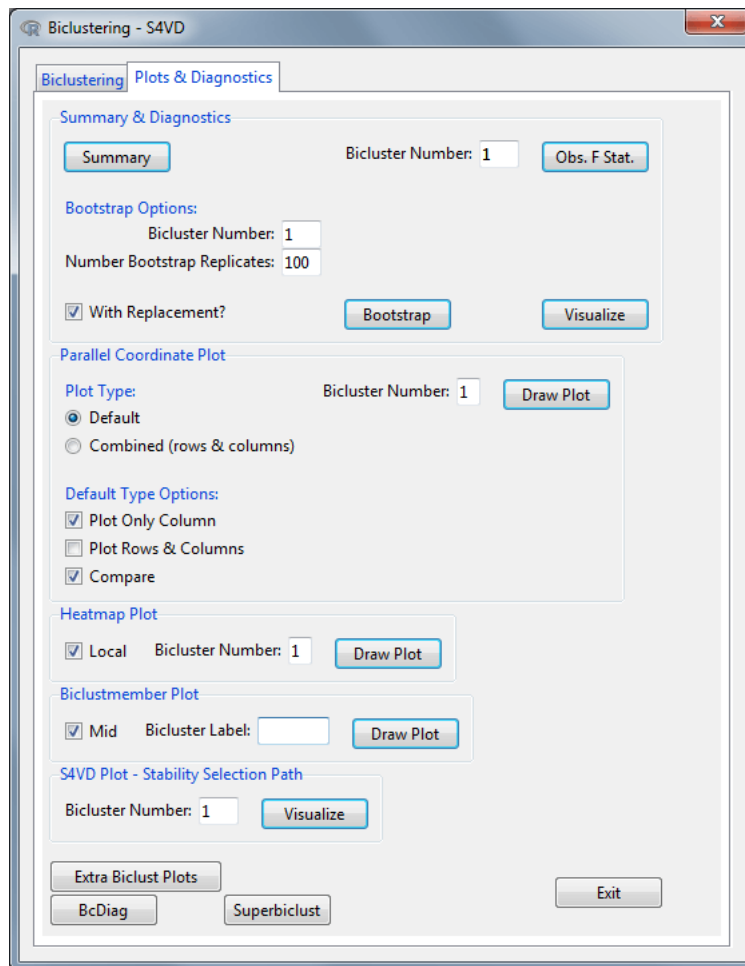 Biclustering - S4VD
Biclustering Plots & Diagnostics
Summary & Diagnostics
Summary Bicluster Number: 1 Obs. F Stat.
Bootstrap Options:
Bicluster Number: 1
Number Bootstrap Replicates: 100
With Replacement? Bootstrap Visualize
Parallel Coordinate Plot
Plot Type: Bicluster Number: 1 Draw Plot
Default
Combined (rows & columns)
Default Type Options:
Plot Only Column
Plot Rows & Columns
Compare
Heatmap Plot
Local Bicluster Number: 1 Draw Plot
Biclustmember Plot
Mid Bicluster Label: Draw Plot
S4VD Plot - Stability Selection Path
Bicluster Number: 1 Visualize
Extra Biclust Plots
Exit
BcDiag Superbiclust